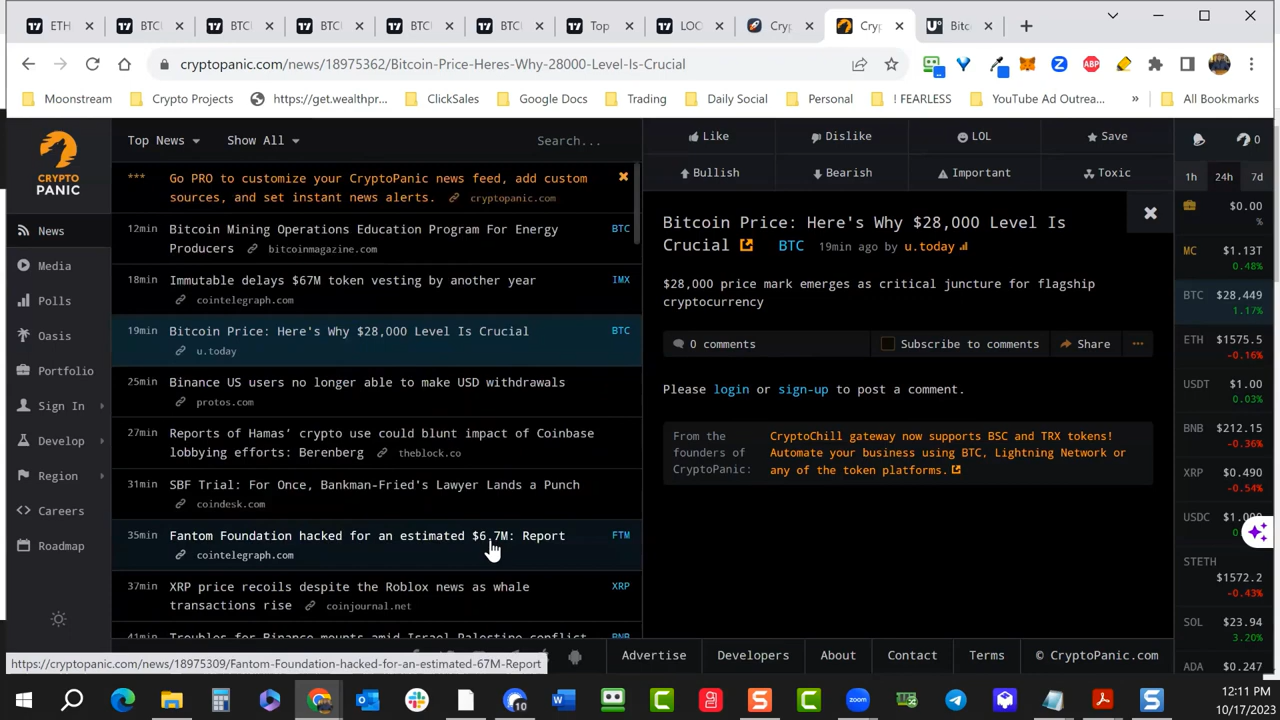 ETH
BTC
BTC
BTC
BTC
BTC
Top
LOC
Cryp
Cryp
Bitc
cryptopanic.com/news/18975362/Bitcoin-Price-Heres-Why-28000-Level-Is-Crucial
Moonstream
Crypto Projects
https://get.wealthpr...
ClickSales
Google Docs
Trading
Daily Social
Personal
! FEARLESS
YouTube Ad Outrea...
»
All Bookmarks
CRYPTO
PANIC
News
Media
Polls
Oasis
Portfolio
Sign In
Develop
Region
Careers
Roadmap
Top News
Show All
Search...
*** Go PRO to customize your CryptoPanic news feed, add custom
sources, and set instant news alerts. cryptopanic.com
12min Bitcoin Mining Operations Education Program For Energy BTC
Producers bitcoinmagazine.com
18min Immutable delays $67M token vesting by another year IMX
cointelegraph.com
19min Bitcoin Price: Here's Why $28,000 Level Is Crucial BTC
u.today
25min Binance US users no longer able to make USD withdrawals
protos.com
27min Reports of Hamas’ crypto use could blunt impact of Coinbase
lobbying efforts: Berenberg theblock.co
31min SBF Trial: For Once, Bankman-Fried's Lawyer Lands a Punch
coindesk.com
35min Fantom Foundation hacked for an estimated $6.7M: Report FTM
cointelegraph.com
37min XRP price recoils despite the Roblox news as whale XRP
transactions rise coinjournal.net
41min Troubles for Binance mounts amid Israel Palestine conflict BNB
Like
Dislike
LOL
Save
Bullish
Bearish
Important
Toxic
Bitcoin Price: Here's Why $28,000 Level Is
Crucial BTC 19min ago by u.today
$28,000 price mark emerges as critical juncture for flagship
cryptocurrency
0 comments
Subscribe to comments
Share
Please login or sign-up to post a comment.
From the
founders of
CryptoPanic:
CryptoChill gateway now supports BSC and TRX tokens!
Automate your business using BTC, Lightning Network or
any of the token platforms.
0
1h 24h 7d
$0.00
%
MC $1.13T
0.48%
BTC $28,449
1.17%
ETH $1575.5
-0.16%
USDT $1.00
0.03%
BNB $212.15
-0.36%
XRP $0.490
-0.54%
USDC
STETH
$1572.2
-0.43%
SOL $23.94
3.20%
ADA $0.247
Advertise
Developers
About
Contact
Terms
© CryptoPanic.com
https://cryptopanic.com/news/18975309/Fantom-Foundation-hacked-for-an-estimated-67M-Report
10
zoom
12:11 PM
10/17/2023